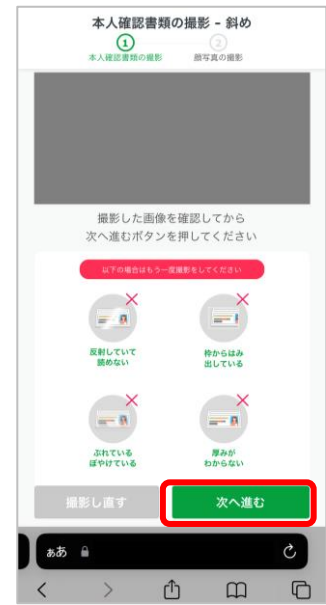 本人確認書類の撮影 - 斜め
1
2
本人確認書類の撮影
顔写真の撮影
撮影した画像を確認してから
次へ進むボタンを押してください
以下の場合はもう一度撮影をしてください
反射していて
読めない
枠からはみ
出している
ぶれている
ぼやけている
厚みが
わからない
撮影し直す
次へ進む
ぁあ